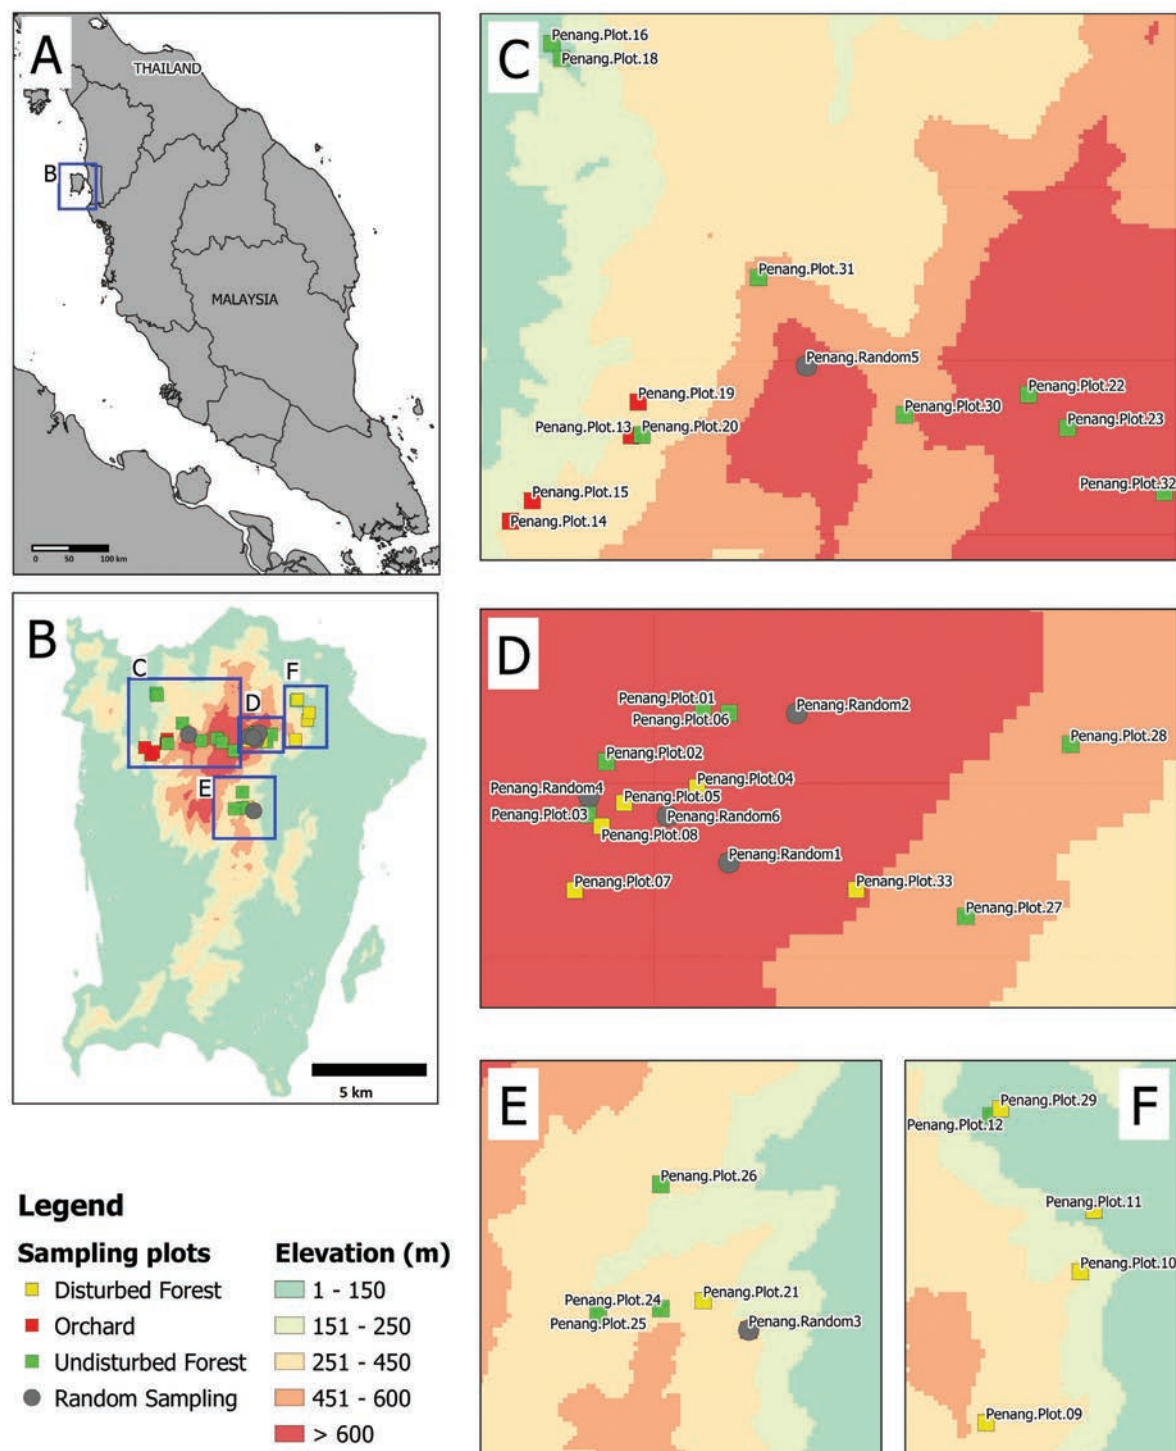 A
THAILAND
B
MALAYSIA
0 50 100 km
B
C
F
D
E
5 km
C
Penang.Plot.16
Penang.Plot.18
Penang.Plot.31
Penang.Random5
Penang.Plot.19
Penang.Plot.22
Penang.Plot.30
Penang.Plot.13
Penang.Plot.20
Penang.Plot.23
Penang.Plot.15
Penang.Plot.32
Penang.Plot.14
D
Penang.Plot.01
Penang.Plot.06
Penang.Random2
Penang.Plot.28
Penang.Plot.02
Penang.Plot.04
Penang.Random4
Penang.Plot.05
Penang.Plot.03
Penang.Random6
Penang.Plot.08
Penang.Random1
Penang.Plot.07
Penang.Plot.33
Penang.Plot.27
E
Penang.Plot.26
Penang.Plot.24
Penang.Plot.21
Penang.Plot.25
Penang.Random3
F
Penang.Plot.29
Penang.Plot.12
Penang.Plot.11
Penang.Plot.10
Penang.Plot.09
Legend
Sampling plots
Disturbed Forest
Orchard
Undisturbed Forest
Random Sampling
Elevation (m)
1 - 150
151 - 250
251 - 450
451 - 600
> 600